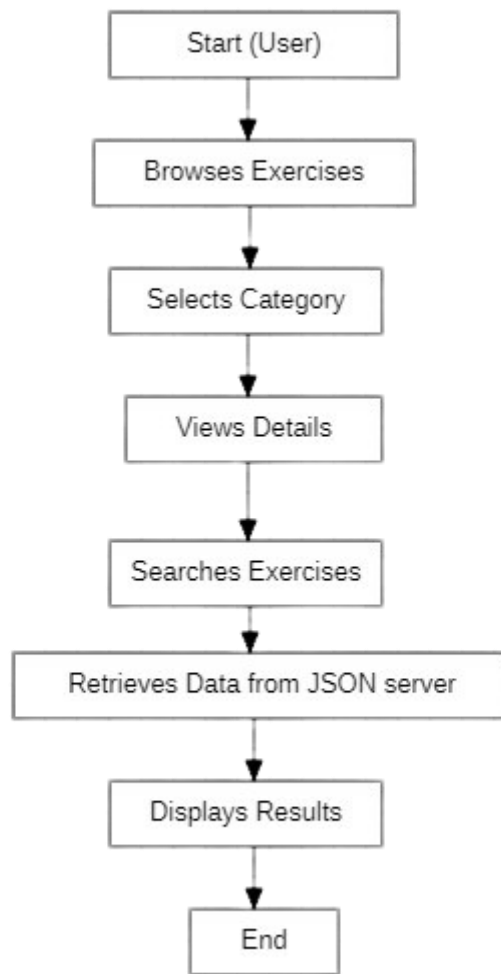 Start (User)
Browses Exercises
Selects Category
Views Details
Searches Exercises
Retrieves Data from JSON server
Displays Results
End